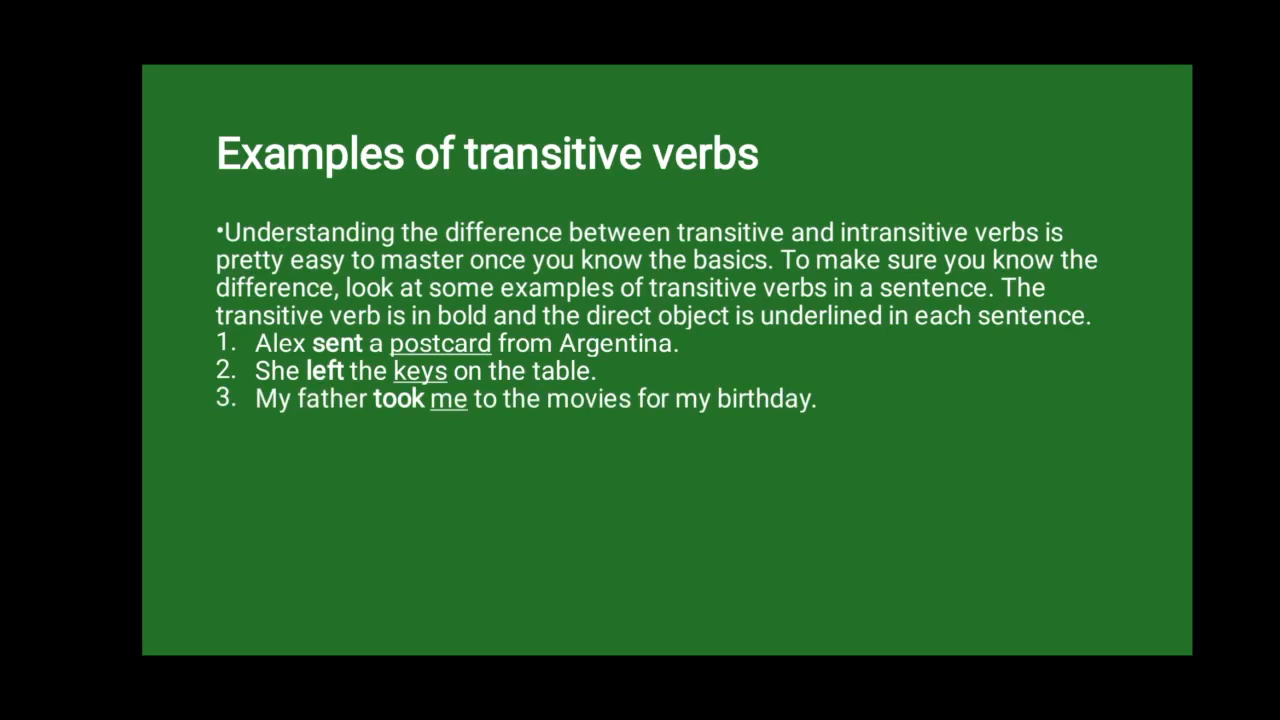 Examples of transitive verbs
•Understanding the difference between transitive and intransitive verbs is
pretty easy to master once you know the basics. To make sure you know the
difference, look at some examples of transitive verbs in a sentence. The
transitive verb is in bold and the direct object is underlined in each sentence.
1. Alex sent a postcard from Argentina.
2. She left the keys on the table.
3. My father took me to the movies for my birthday.